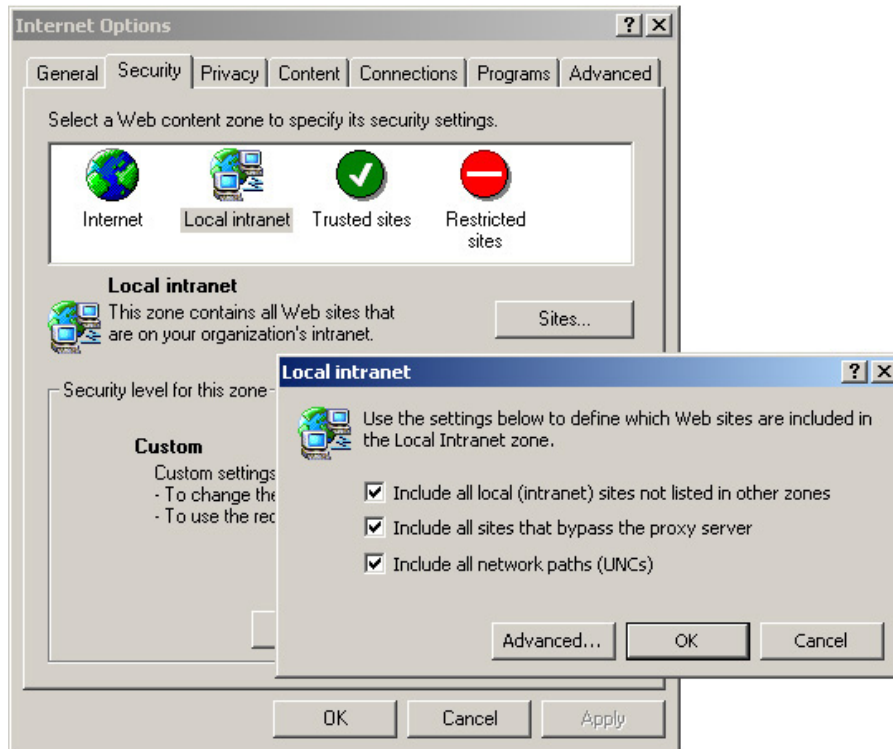 Internet Options
General Security Privacy Content Connections Programs Advanced
Select a Web content zone to specify its security settings.
Internet Local intranet Trusted sites Restricted
sites
Local intranet
This zone contains all Web sites that
are on your organization's intranet.
Sites...
Security level for this zone
Custom
Custom settings
- To change the
- To use the
Local intranet
Use the settings below to define which Web sites are included in
the Local Intranet zone.
Include all local (intranet) sites not listed in other zones
Include all sites that bypass the proxy server
Include all network paths (UNCs)
Advanced... OK Cancel
OK Cancel Apply